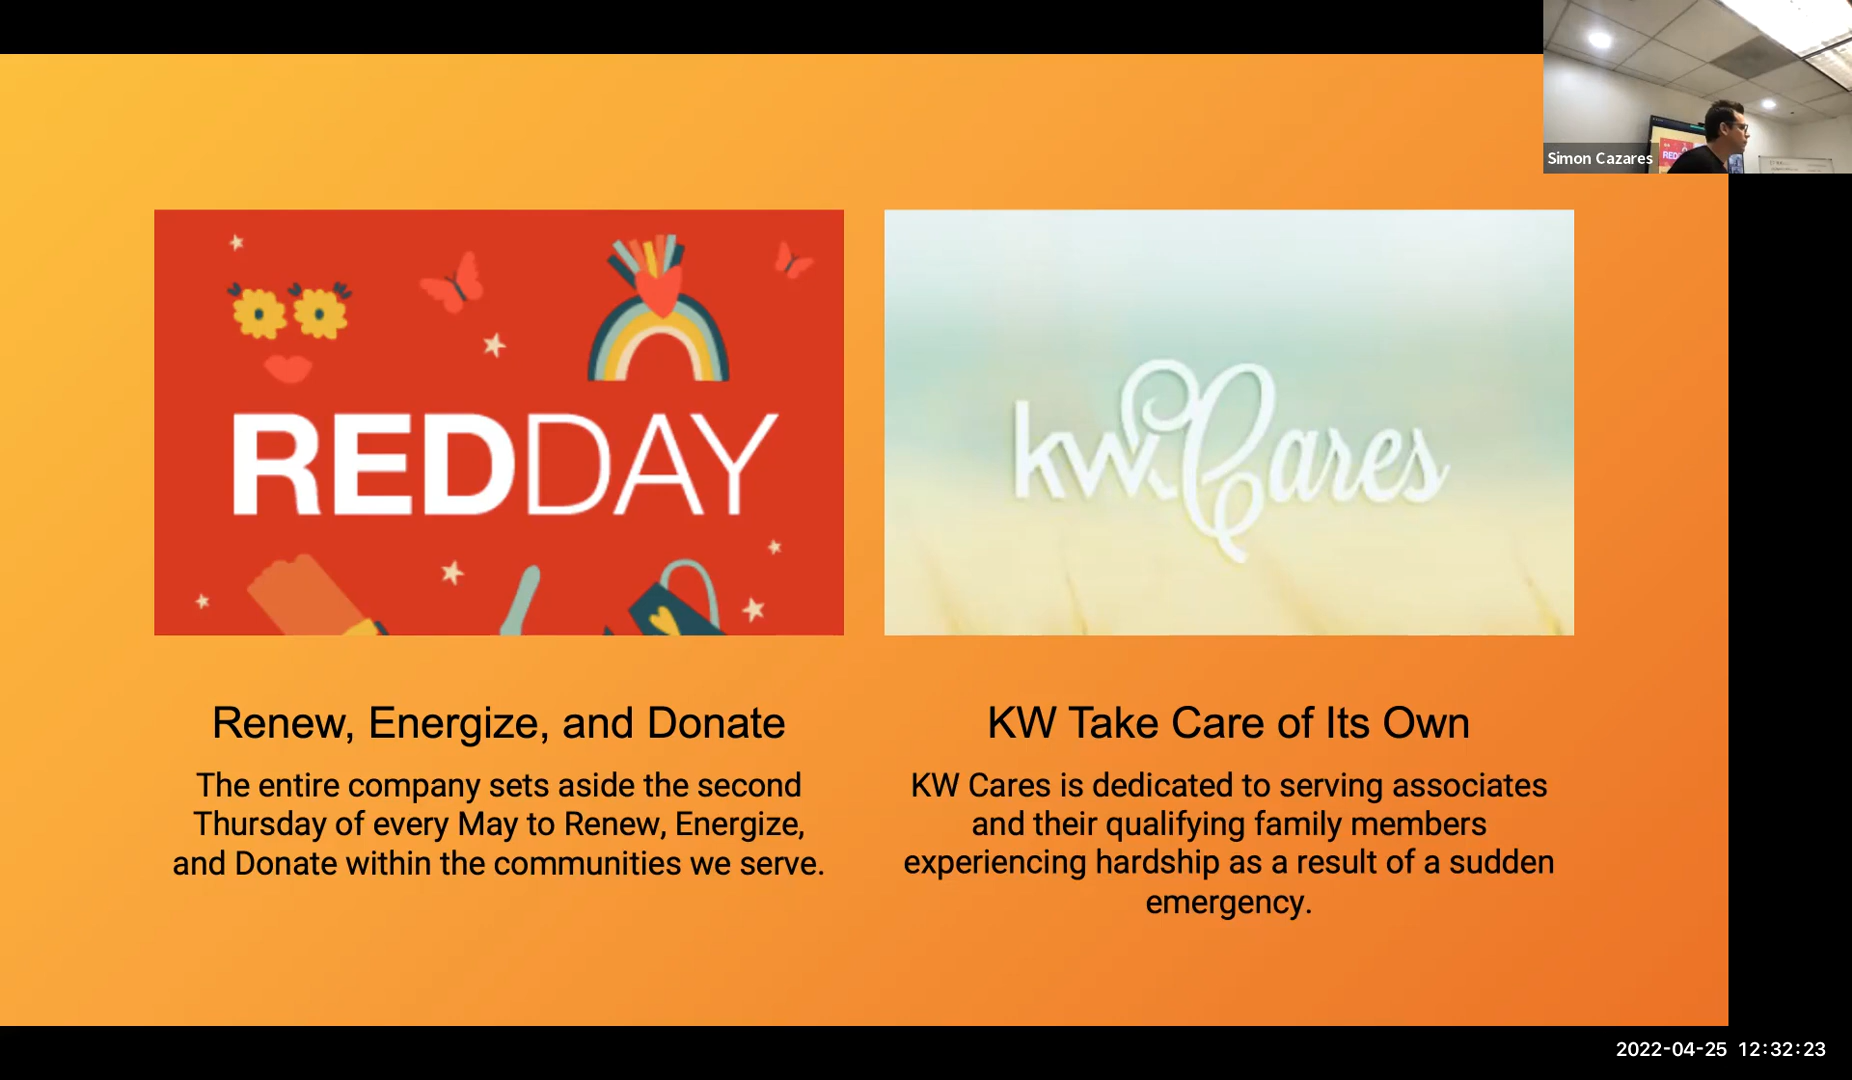 Simon Cazares
RED
REDDAY
kwCares
Renew, Energize, and Donate
The entire company sets aside the second
Thursday of every May to Renew, Energize,
and Donate within the communities we serve.
KW Take Care of Its Own
KW Cares is dedicated to serving associates
and their qualifying family members
experiencing hardship as a result of a sudden
emergency.
2022-04-25 12:32:23